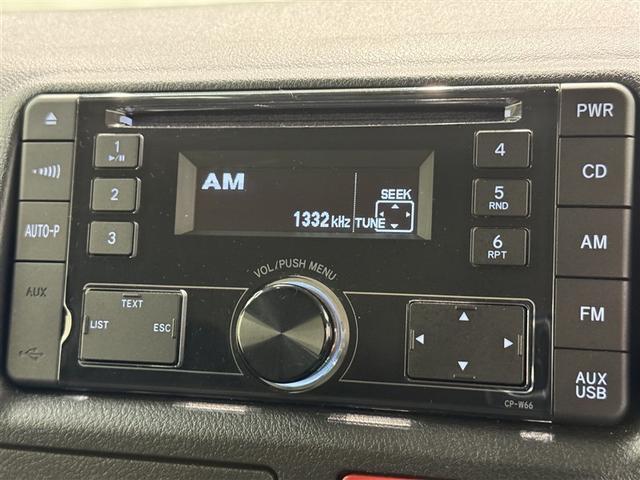 PWR
1
4
CD
AM
SEEK
2
5
RND
AUTO-P
1332 kHz TUNE
AM
3
6
RPT
VOL/PUSH MENU
AUX
TEXT
LIST ESC
FM
AUX
USB
CP-W66